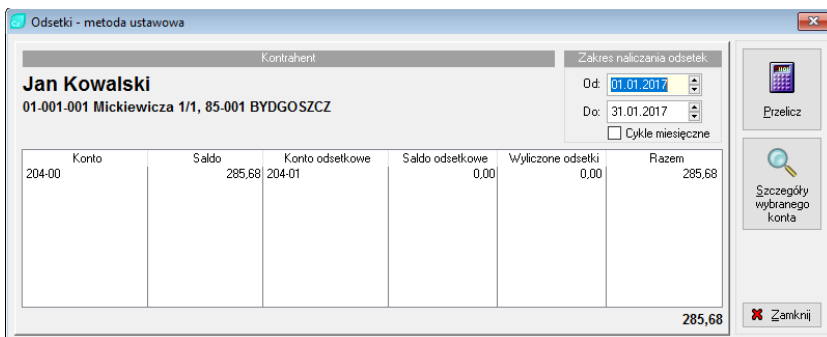 Odsetki - metoda ustawowa
Kontrahent
Jan Kowalski
01-001-001 Mickiewicza 1/1, 85-001 BYDGOSZCZ
Zakres naliczania odsetek
Od: 01.01.2017
Do: 31.01.2017
Cykle miesięczne
Konto Saldo Konto odsetkowe Saldo odsetkowe Wyliczone odsetki Razem
204-00 285,68 204-01 0,00 0,00 285,68
285,68
Przelicz
Szczegóły
wybranego
konta
Zamknij